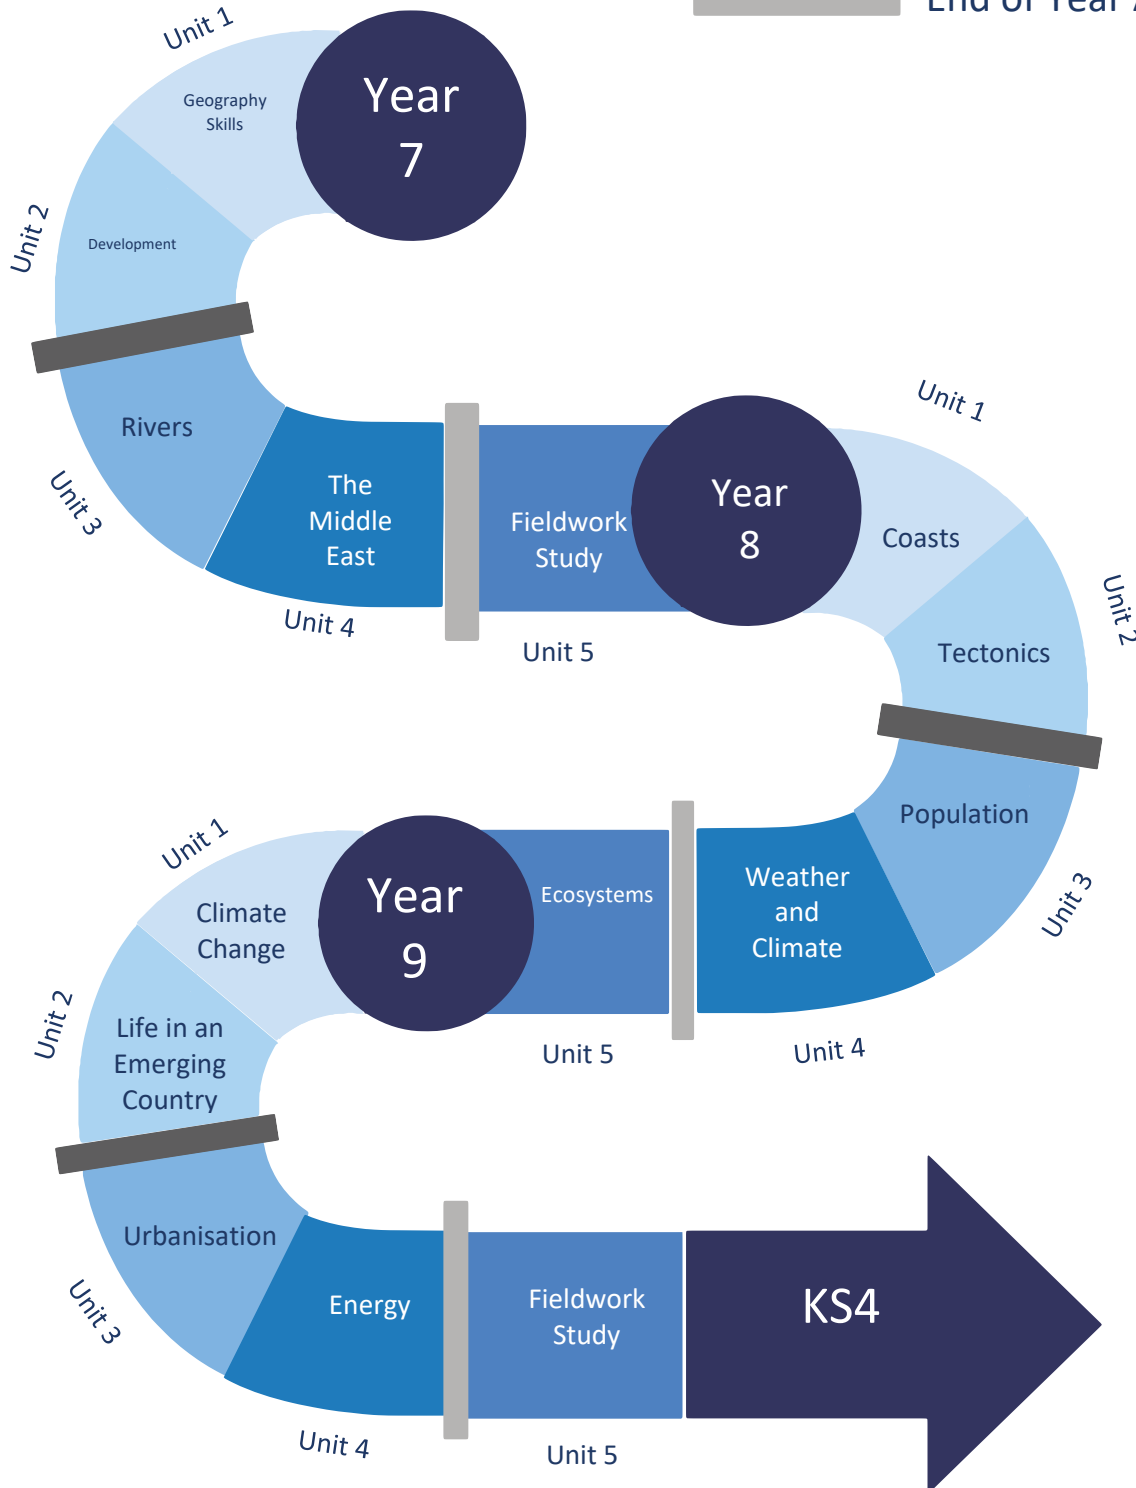 End of Year
Unit 1
Geography
Skills
Year
7
Unit 2
Development
Rivers
Unit 3
The
Middle
East
Unit 4
Fieldwork
Study
Unit 5
Year
8
Unit 1
Coasts
Unit 2
Tectonics
Population
Unit 3
Weather
and
Climate
Unit 4
Ecosystems
Unit 5
Year
9
Unit 1
Climate
Change
Unit 2
Life in an
Emerging
Country
Urbanisation
Unit 3
Energy
Unit 4
Fieldwork
Study
Unit 5
KS4